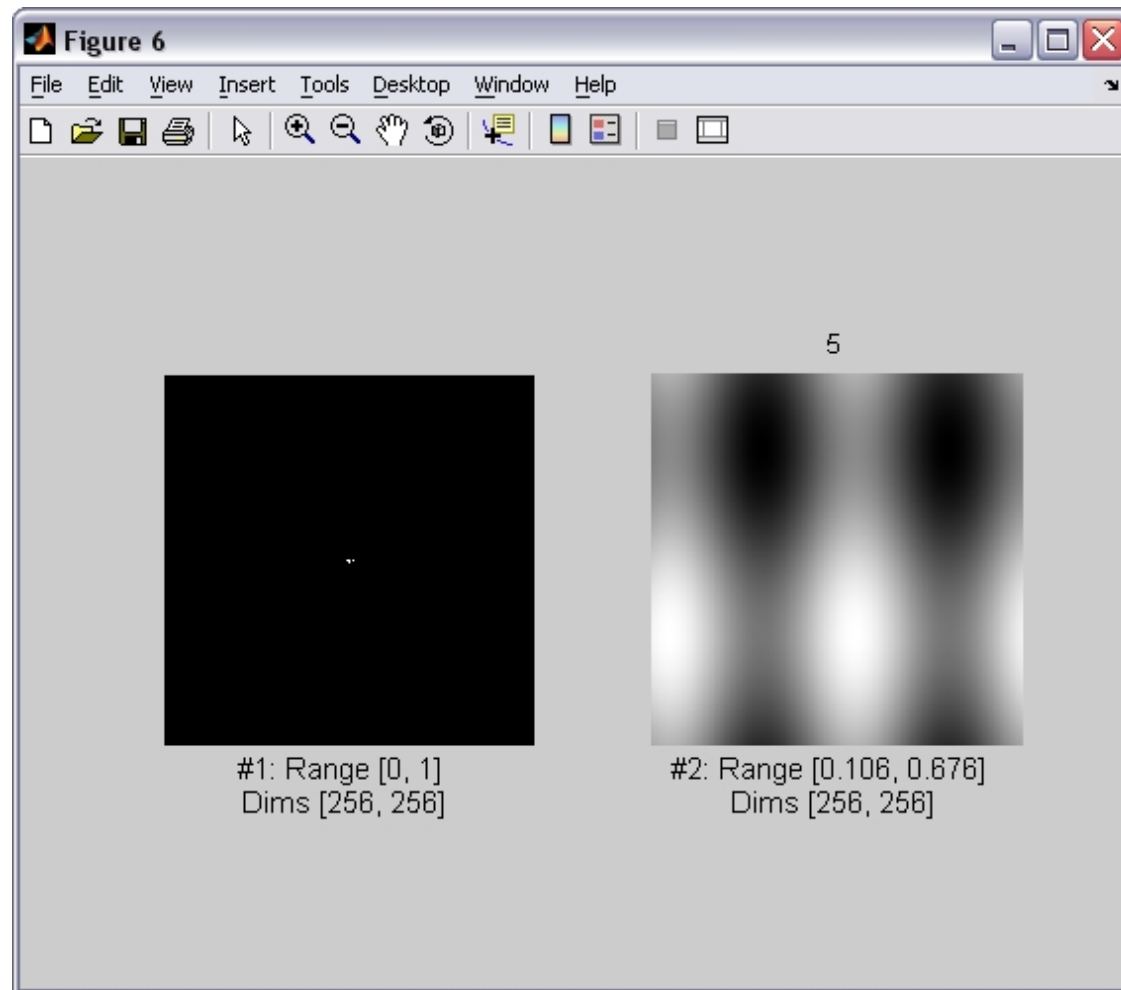 Figure 6
File Edit View Insert Tools Desktop Window Help
5
#1: Range [0, 1]
Dims [256, 256]
#2: Range [0.106, 0.676]
Dims [256, 256]